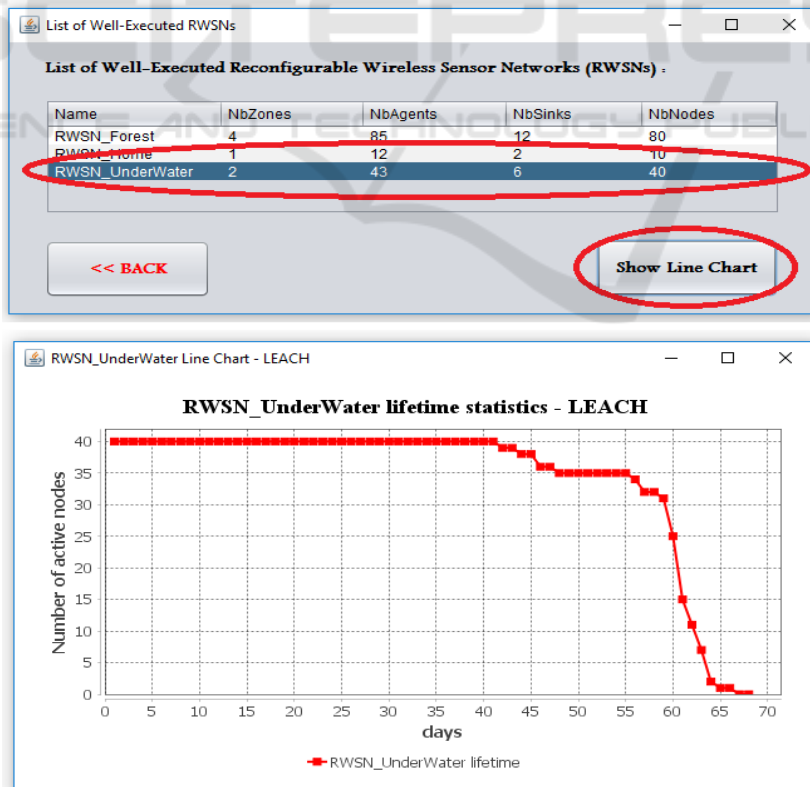 List of Well-Executed RWSNs
List of Well-Executed Reconfigurable Wireless Sensor Networks (RWSNs) :
Name NbZones NbAgents NbSinks NbNodes
RWSN_Forest 4 85 12 80
RWSN_Home 1 12 2 10
RWSN_UnderWater 2 43 6 40
<< BACK Show Line Chart
RWSN_UnderWater Line Chart - LEACH
RWSN_UnderWater lifetime statistics - LEACH
Number of active nodes
40
35
30
25
20
15
10
5
0
0 5 10 15 20 25 30 35 40 45 50 55 60 65 70
days
RWSN_UnderWater lifetime